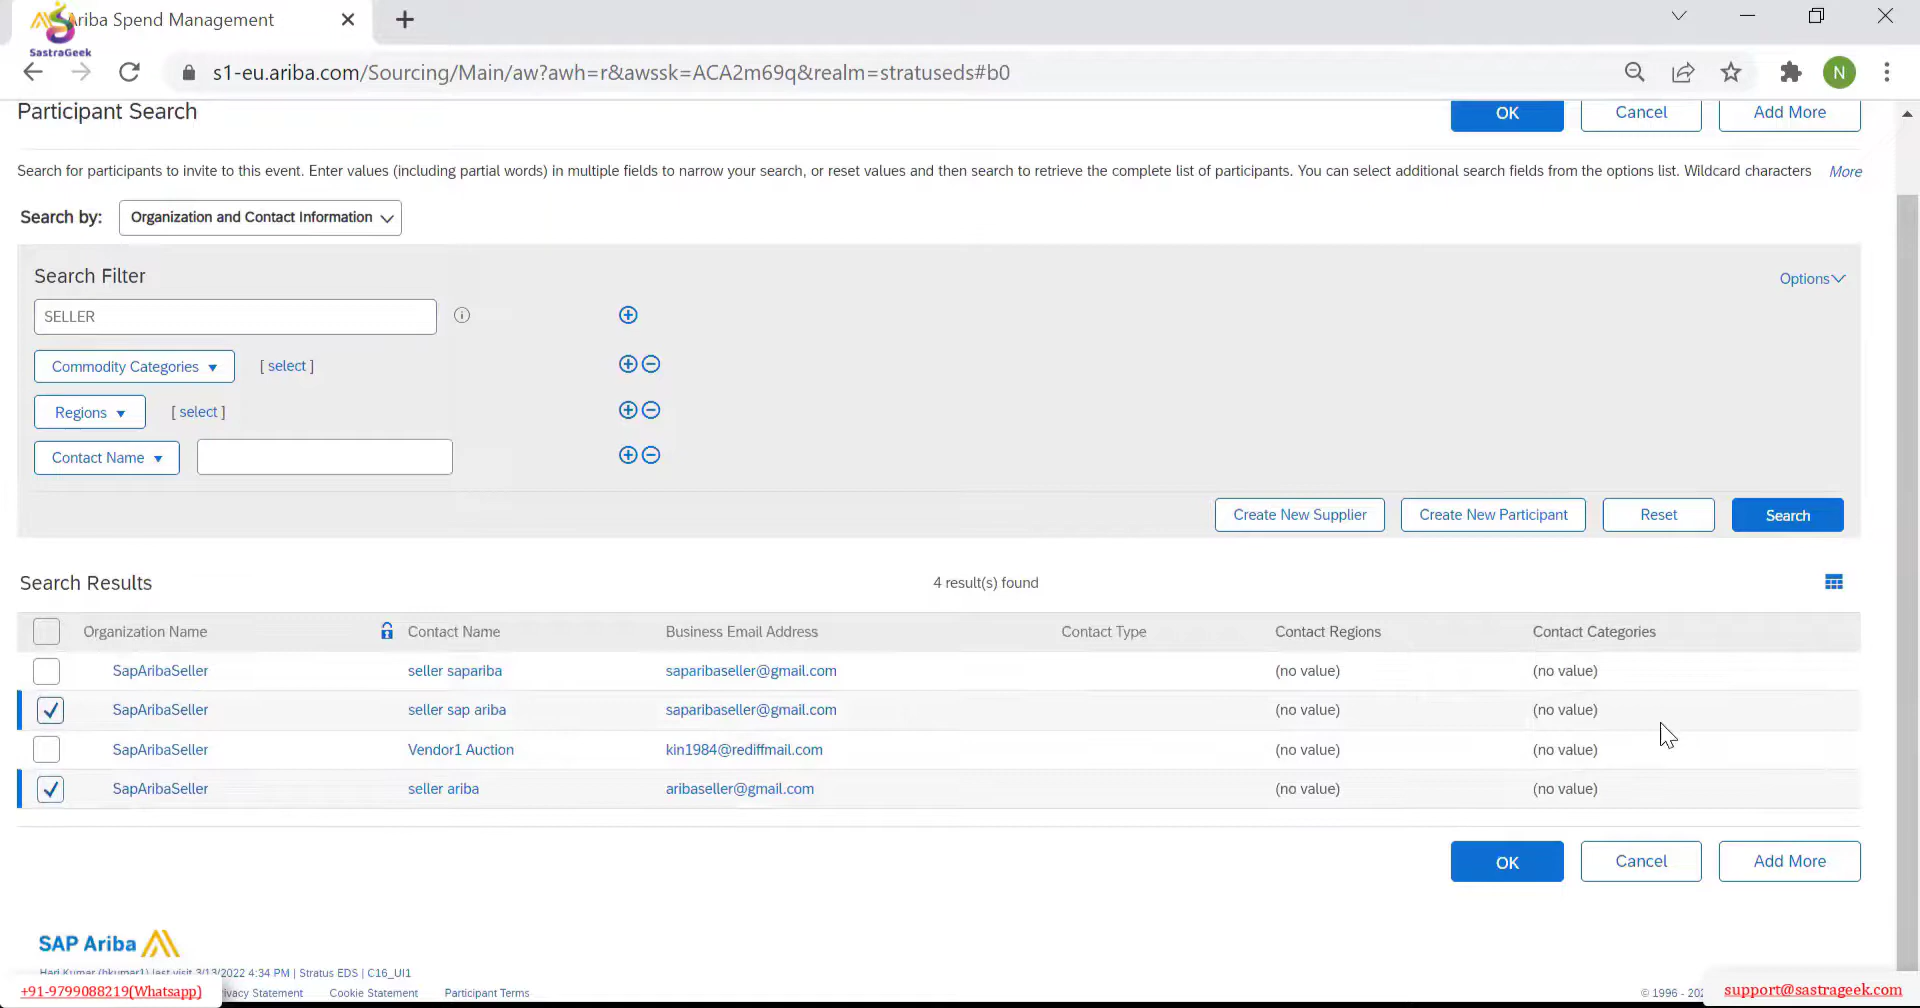 Ariba Spend Management
SastraGeek
s1-eu.ariba.com/Sourcing/Main/aw?awh=r&awssk=ACA2m69q&realm=stratuseds#b0
N
Participant Search
OK
Cancel
Add More
Search for participants to invite to this event. Enter values (including partial words) in multiple fields to narrow your search, or reset values and then search to retrieve the complete list of participants. You can select additional search fields from the options list. Wildcard characters More
Search by: Organization and Contact Information
Search Filter
Options
SELLER
Commodity Categories [ select ]
Regions [ select ]
Contact Name
Create New Supplier
Create New Participant
Reset
Search
Search Results
4 result(s) found
Organization Name Contact Name Business Email Address Contact Type Contact Regions Contact Categories
SapAribaSeller seller sapariba saparibaseller@gmail.com (no value) (no value)
SapAribaSeller seller sap ariba saparibaseller@gmail.com (no value) (no value)
SapAribaSeller Vendor1 Auction kin1984@rediffmail.com (no value) (no value)
SapAribaSeller seller ariba aribaseller@gmail.com (no value) (no value)
OK
Cancel
Add More
SAP Ariba
Hari Kumar (hkumar1) last visit 3/13/2022 4:34 PM | Stratus EDS | C16_UI1
+91-9799088219(Whatsapp)
Statement
Cookie Statement
Participant Terms
© 1996 -
support@sastrageek.com